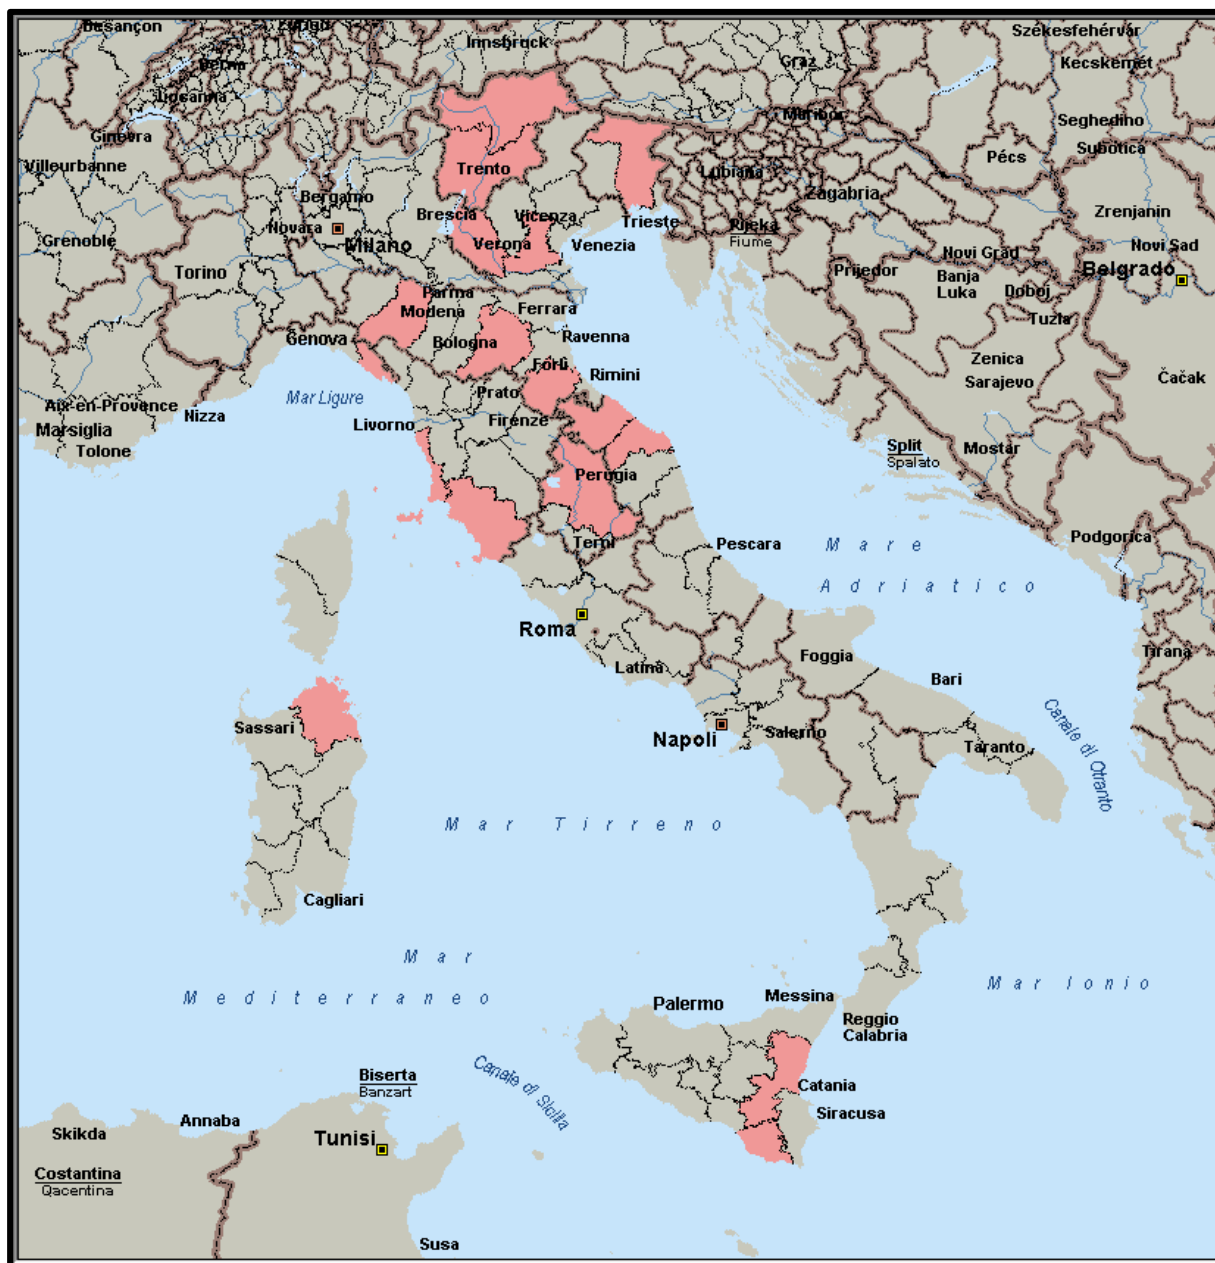 Besançon
Zurigo
Berna
Losanna
Ginevra
Villeurbanne
Grenoble
Innsbruck
Graz
Székesfehérvár
Kecskemét
Maribor
Seghedino
Pécs
Subotica
Trento
Lubiana
Zagabria
Bergamo
Brescia
Vicenza
Trieste
Rijeka
Fiume
Zrenjanin
Novara
Milano
Verona
Venezia
Novi Sad
Novi Grad
Belgrado
Torino
Prijedor
Banja
Luka
Doboj
Tuzla
Parma
Modena
Ferrara
Genova
Bologna
Ravenna
Forlì
Rimini
Zenica
Sarajevo
Čačak
Mar Ligure
Prato
Aix-en-Provence
Nizza
Marsiglia
Tolone
Livorno
Firenze
Split
Spalato
Mostar
Perugia
Terni
Pescara
Mare
Adriatico
Podgorica
Roma
Latina
Foggia
Bari
Tirana
Sassari
Napoli
Salerno
Taranto
Canale di Otranto
Mar Tirreno
Cagliari
Mar
Mediterraneo
Mar Ionio
Palermo
Messina
Reggio
Calabria
Canale di Sicilia
Catania
Siracusa
Biserta
Banzart
Annaba
Skikda
Tunisi
Costantina
Qacentina
Susa